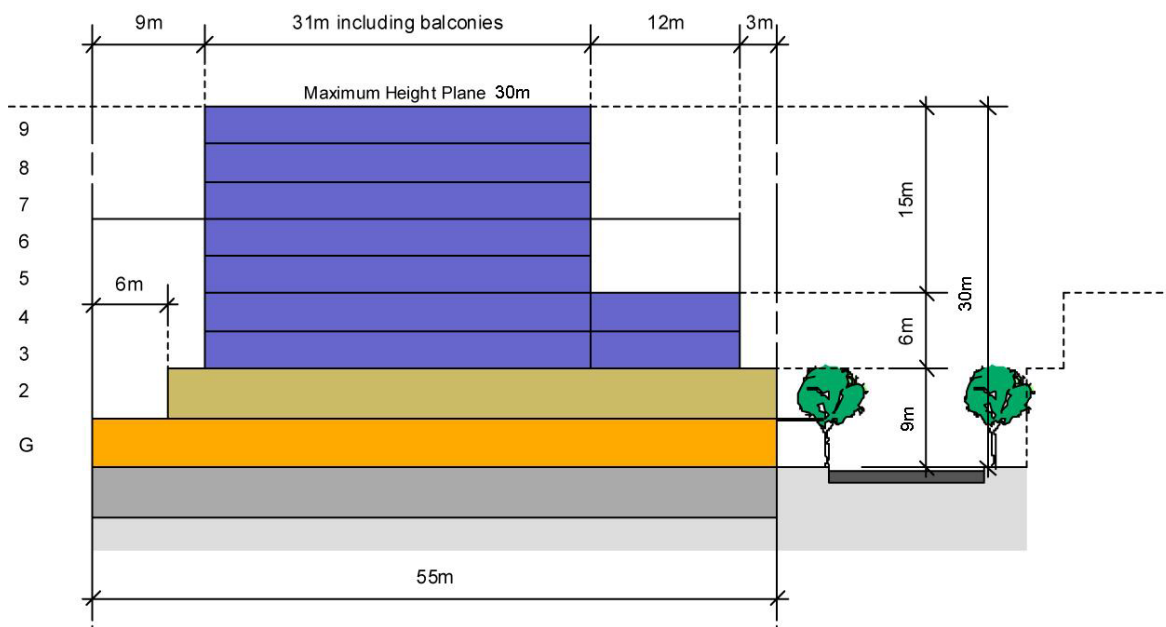 9m
31m including balconies
12m
3m
Maximum Height Plane 30m
9
8
7
6
5
4
3
2
G
6m
15m
30m
6m
9m
55m